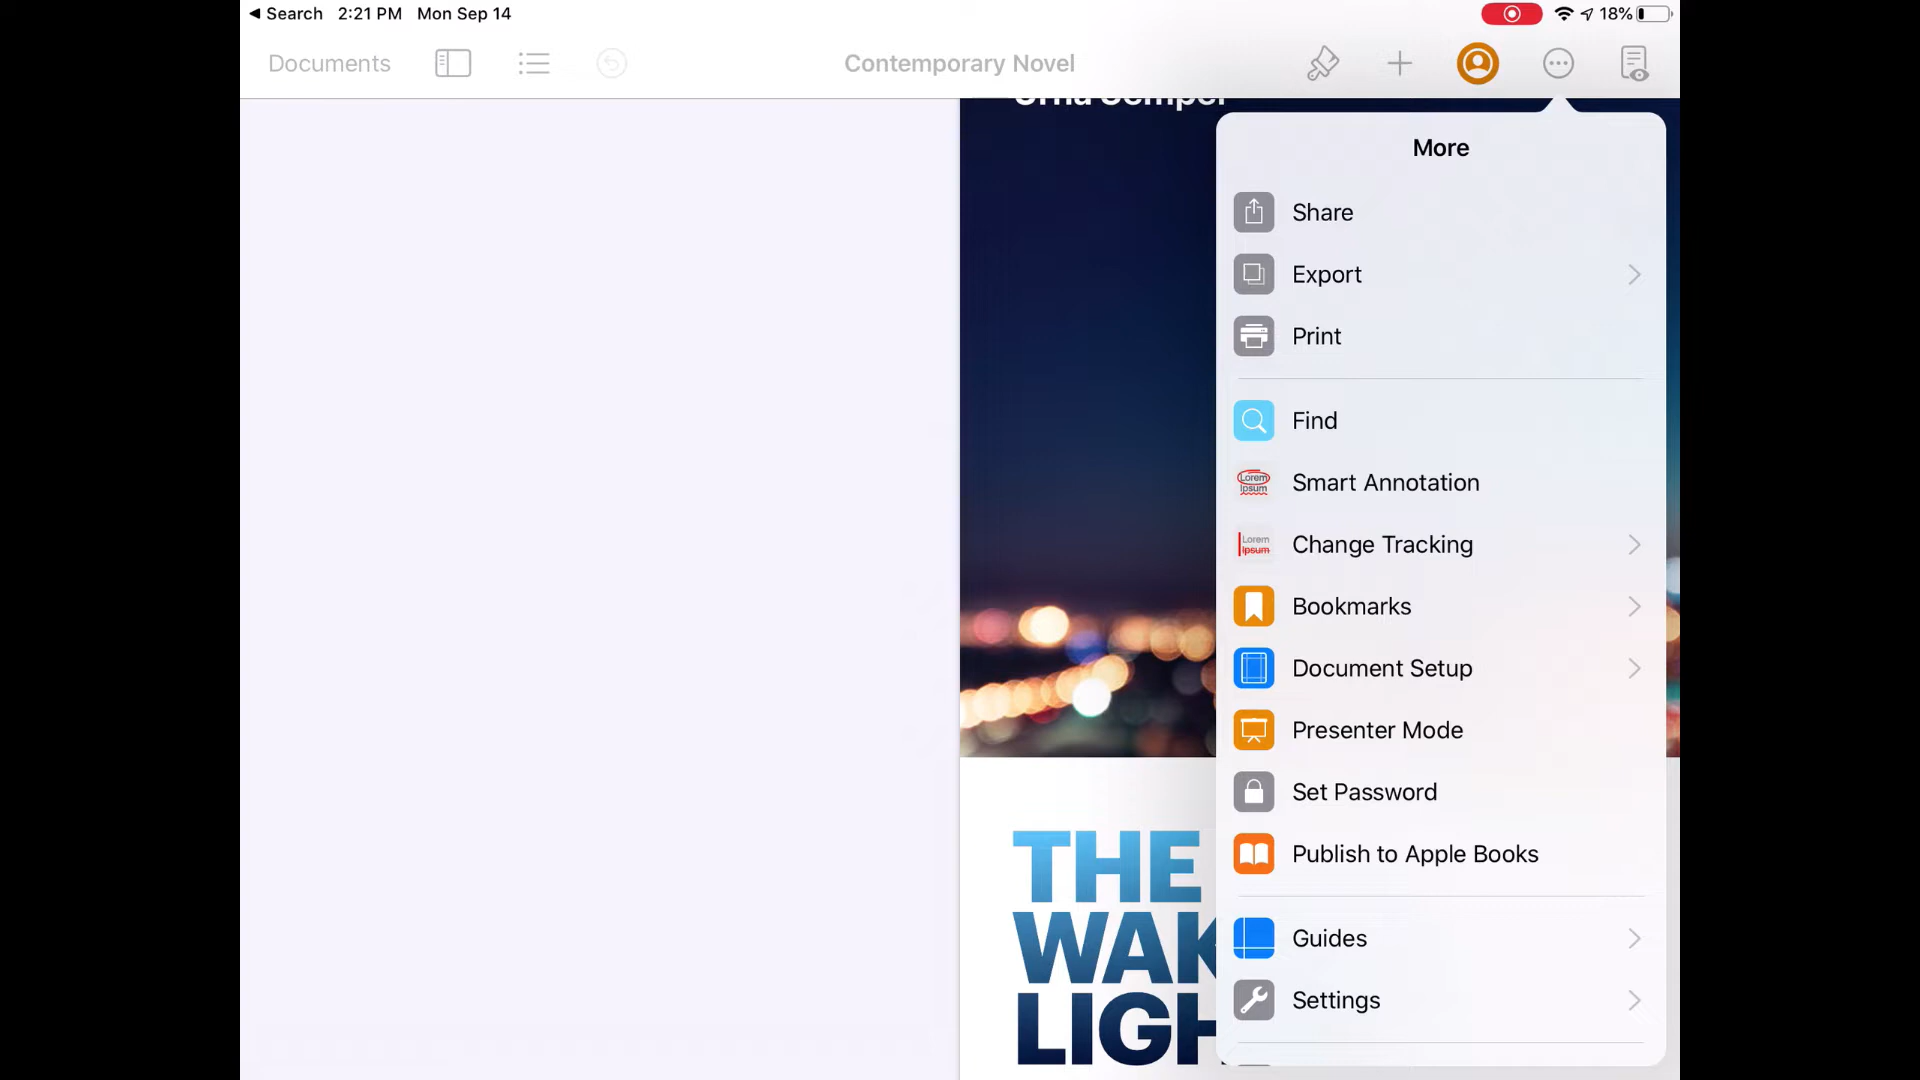 Search 2:21 PM Mon Sep 14 18%
Documents Contemporary Novel
Urna Semper
More
Share
Export
Print
Find
Lorem Ipsum Smart Annotation
Lorem Ipsum Change Tracking
Bookmarks
Document Setup
Presenter Mode
Set Password
Publish to Apple Books
Guides
Settings
THE
WAK
LIGH